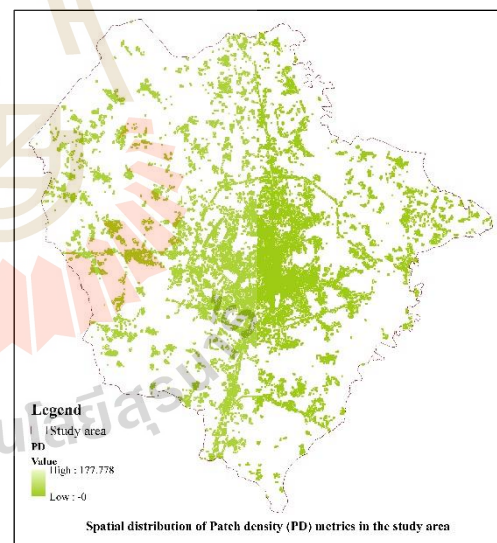 Legend
Study area
PD
Value
High : 177.778
Low : -0
Spatial distribution of Patch density (PD) metrics in the study area